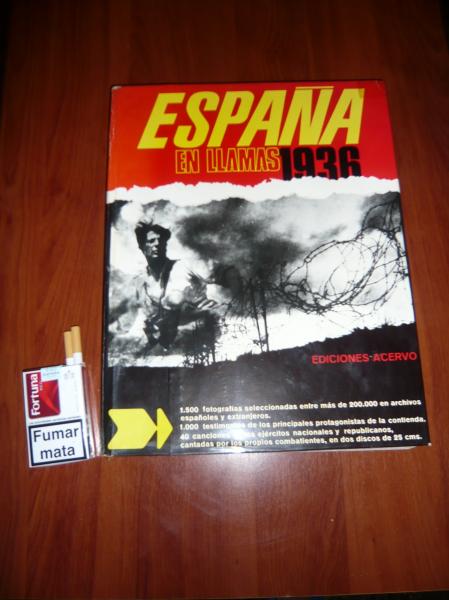 ESPAÑA
EN LLAMAS 1936
EDICIONES-ACERVO
1.500 fotografías seleccionadas entre más de 200.000 en archivos
españoles y extranjeros.
1.000 testimonios de los principales protagonistas de la contienda.
40 canciones de los ejércitos nacionales y republicanos,
cantadas por los propios combatientes, en dos discos de 25 cms.
Fortuna
Fumar
mata